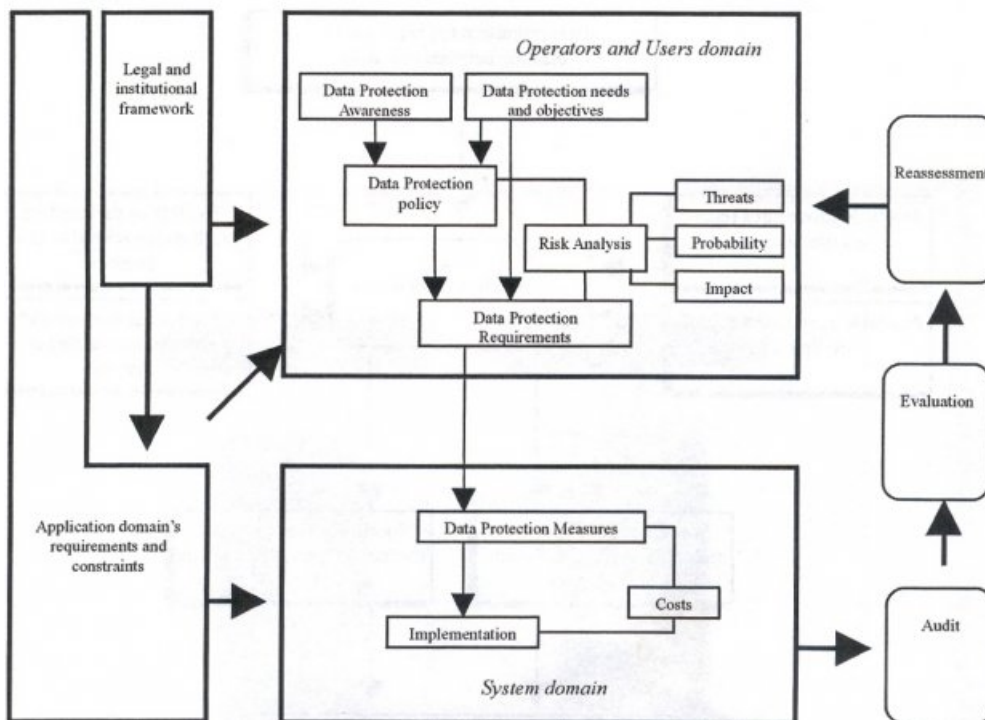 Legal and
institutional
framework
Operators and Users domain
Data Protection
Awareness
Data Protection needs
and objectives
Data Protection
policy
Risk Analysis
Threats
Probability
Impact
Data Protection
Requirements
Reassessment
Evaluation
Audit
Application domain's
requirements and
constraints
Data Protection Measures
Costs
Implementation
System domain